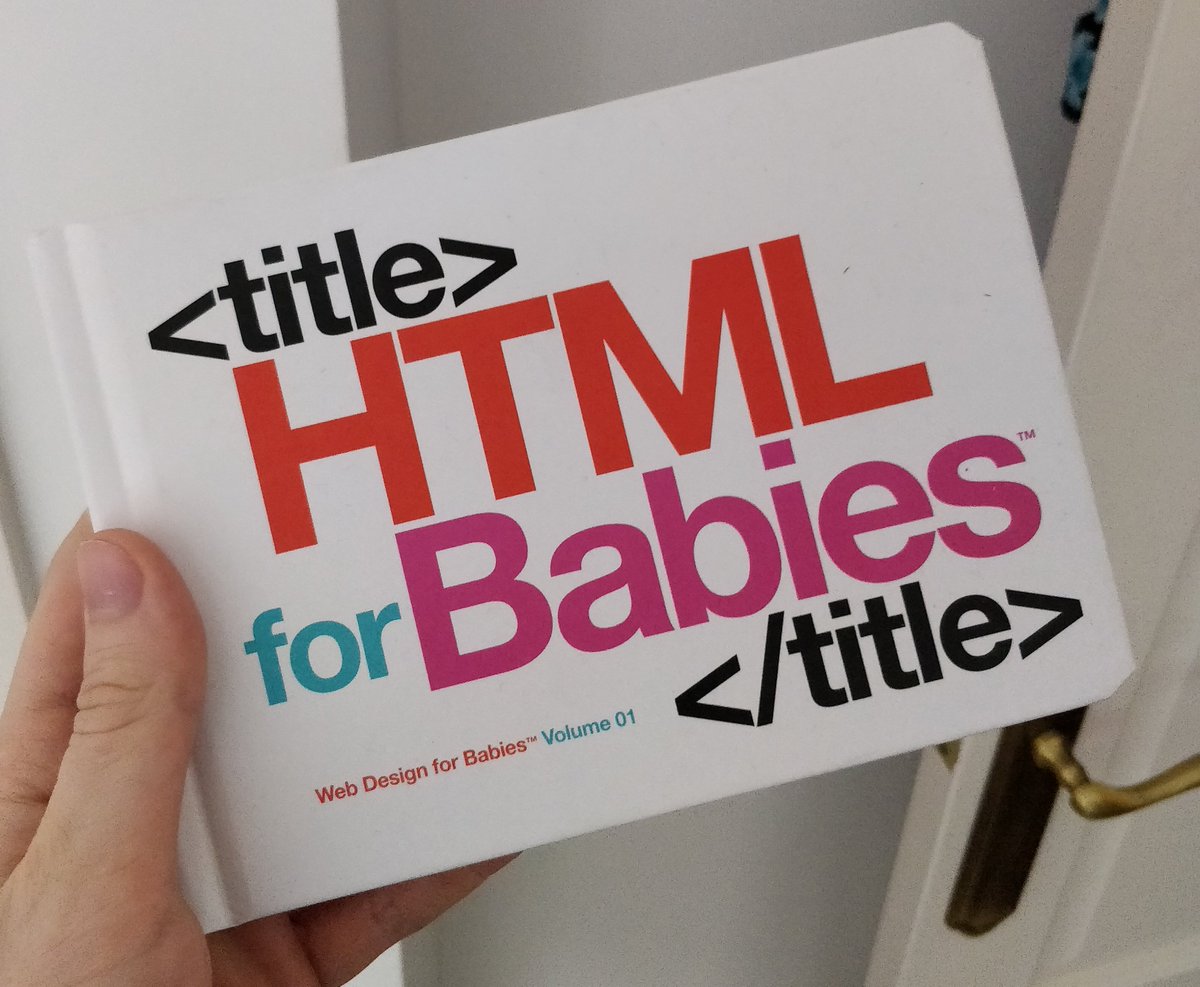 <title>
HTML
for Babies™
</title>
Web Design for Babies™ Volume 01